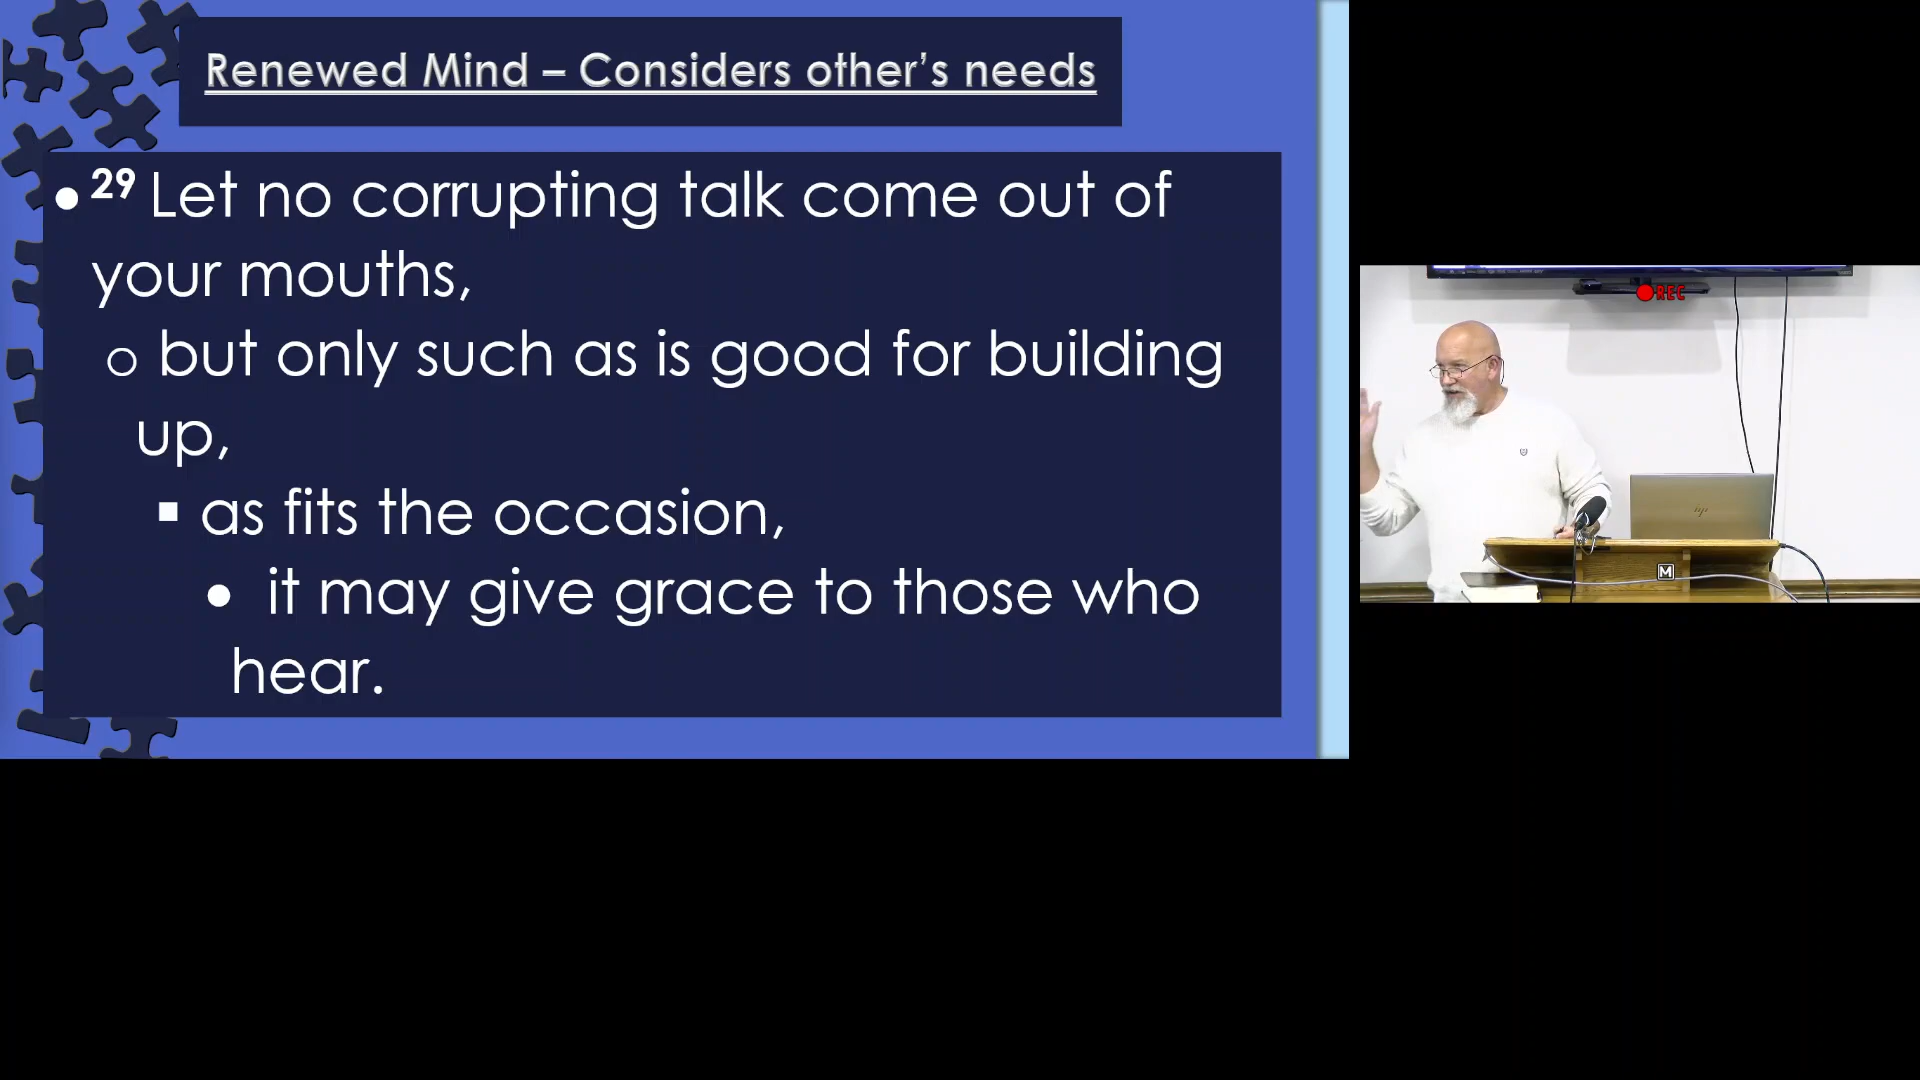 Renewed Mind – Considers other's needs
• 29 Let no corrupting talk come out of
your mouths,
o but only such as is good for building
up,
▪ as fits the occasion,
• it may give grace to those who
hear.
REC
hp
M